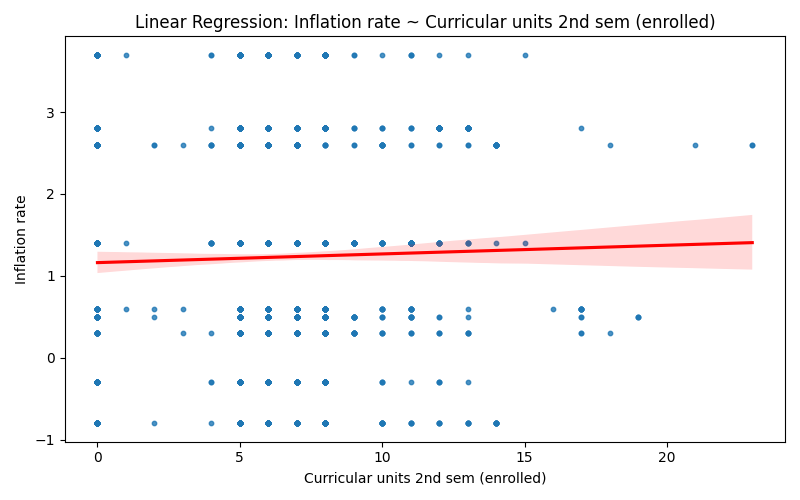 Linear Regression: Inflation rate ~ Curricular units 2nd sem (enrolled)
3
2
1
0
−1
Inflation rate
0 5 10 15 20
Curricular units 2nd sem (enrolled)